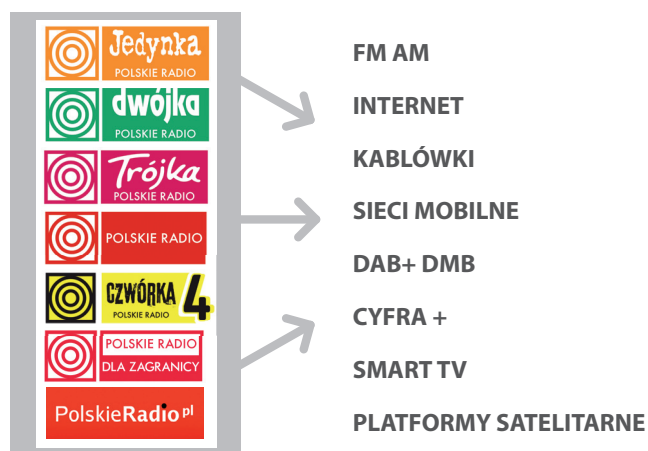 Jedynka
POLSKIE RADIO
dwójka
POLSKIE RADIO
Trójka
POLSKIE RADIO
POLSKIE RADIO
CZWÓRKA 4
POLSKIE RADIO
POLSKIE RADIO
DLA ZAGRANICY
PolskieRadio pl
FM AM
INTERNET
KABLÓWKI
SIECI MOBILNE
DAB+ DMB
CYFRA +
SMART TV
PLATFORMY SATELITARNE